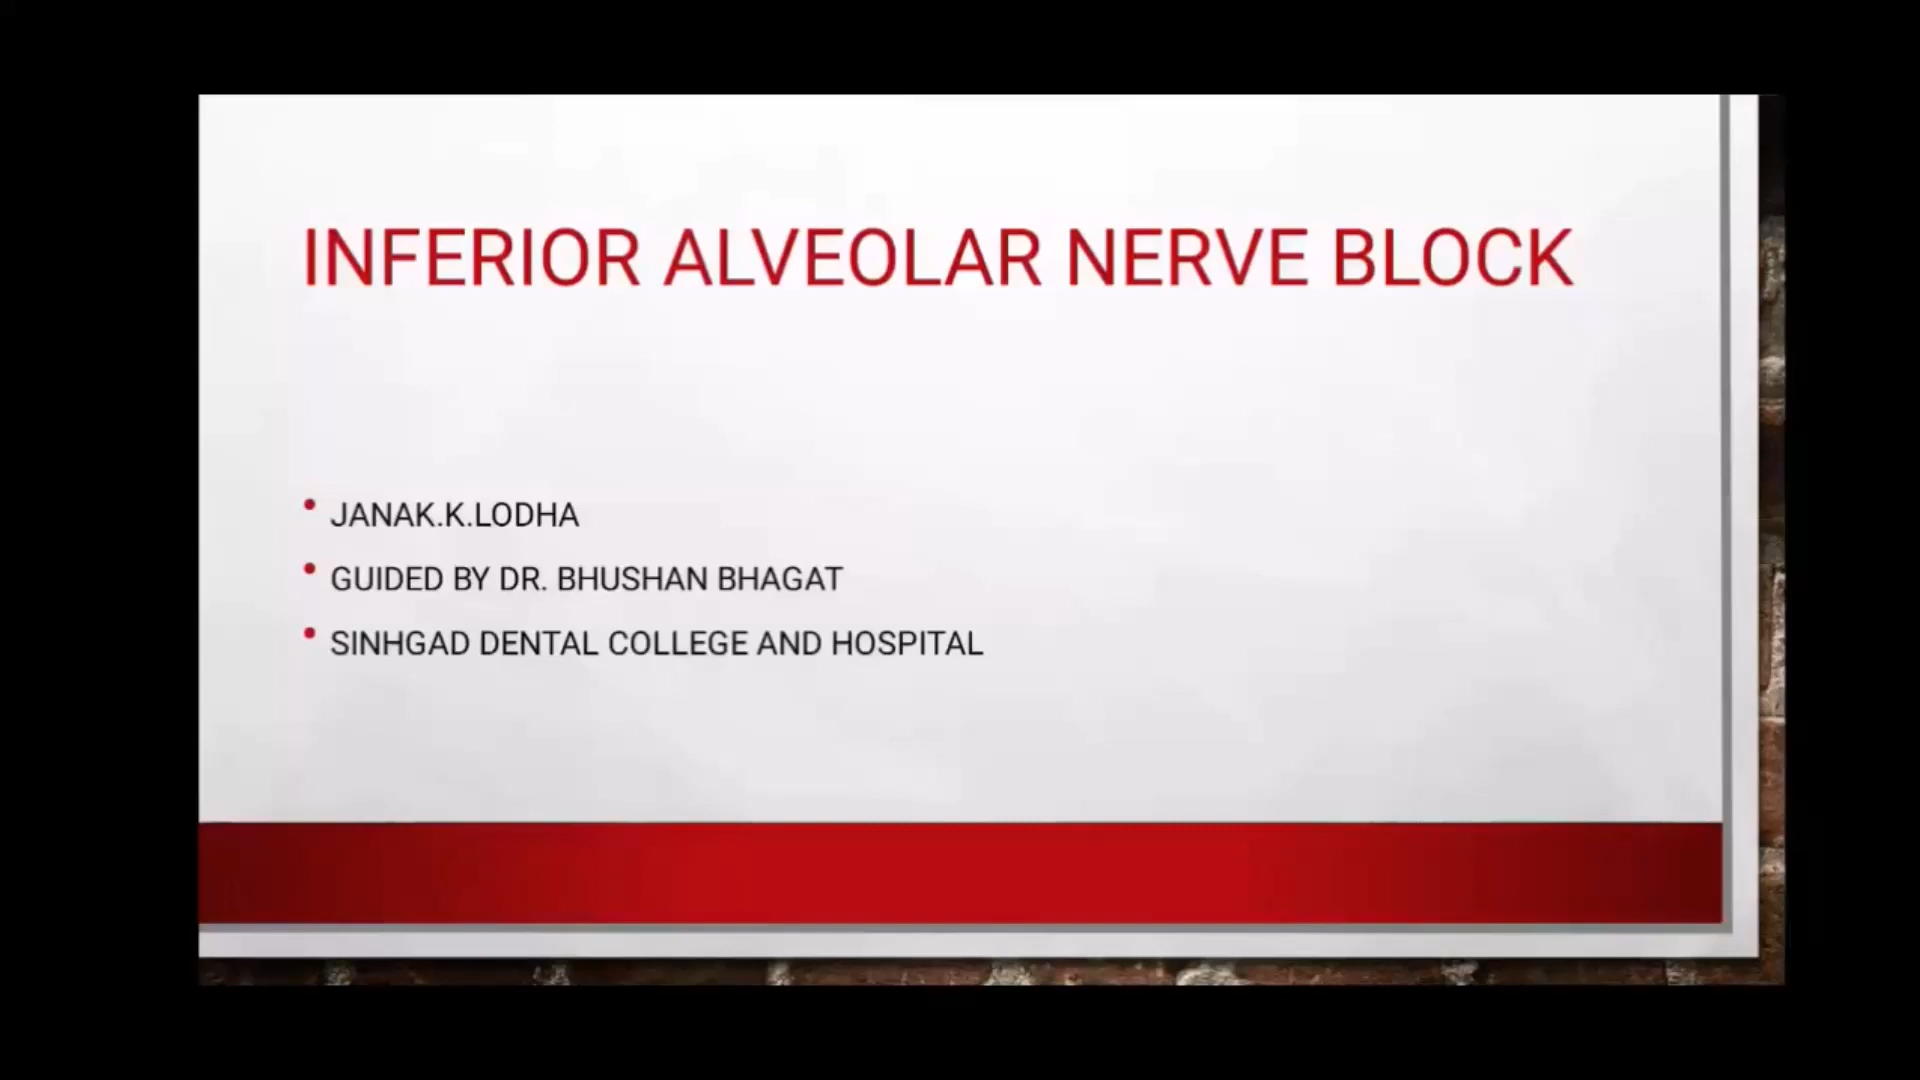 INFERIOR ALVEOLAR NERVE BLOCK
• JANAK.K.LODHA
• GUIDED BY DR. BHUSHAN BHAGAT
• SINHGAD DENTAL COLLEGE AND HOSPITAL